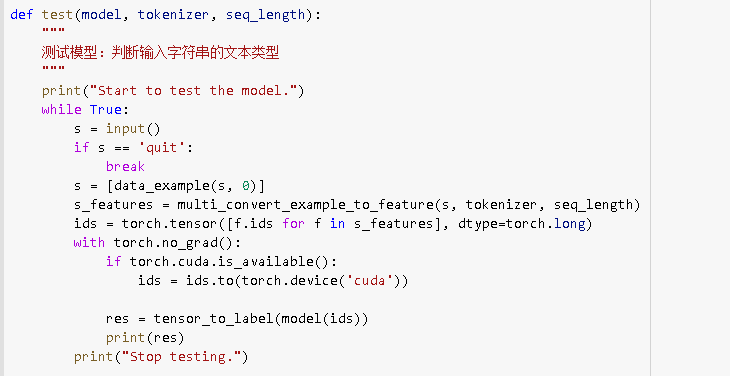 def test(model, tokenizer, seq_length):
    """
    测试模型：判断输入字符串的文本类型
    """
    print("Start to test the model.")
    while True:
        s = input()
        if s == 'quit':
            break
        s = [data_example(s, 0)]
        s_features = multi_convert_example_to_feature(s, tokenizer, seq_length)
        ids = torch.tensor([f.ids for f in s_features], dtype=torch.long)
        with torch.no_grad():
            if torch.cuda.is_available():
                ids = ids.to(torch.device('cuda'))

            res = tensor_to_label(model(ids))
            print(res)
        print("Stop testing.")